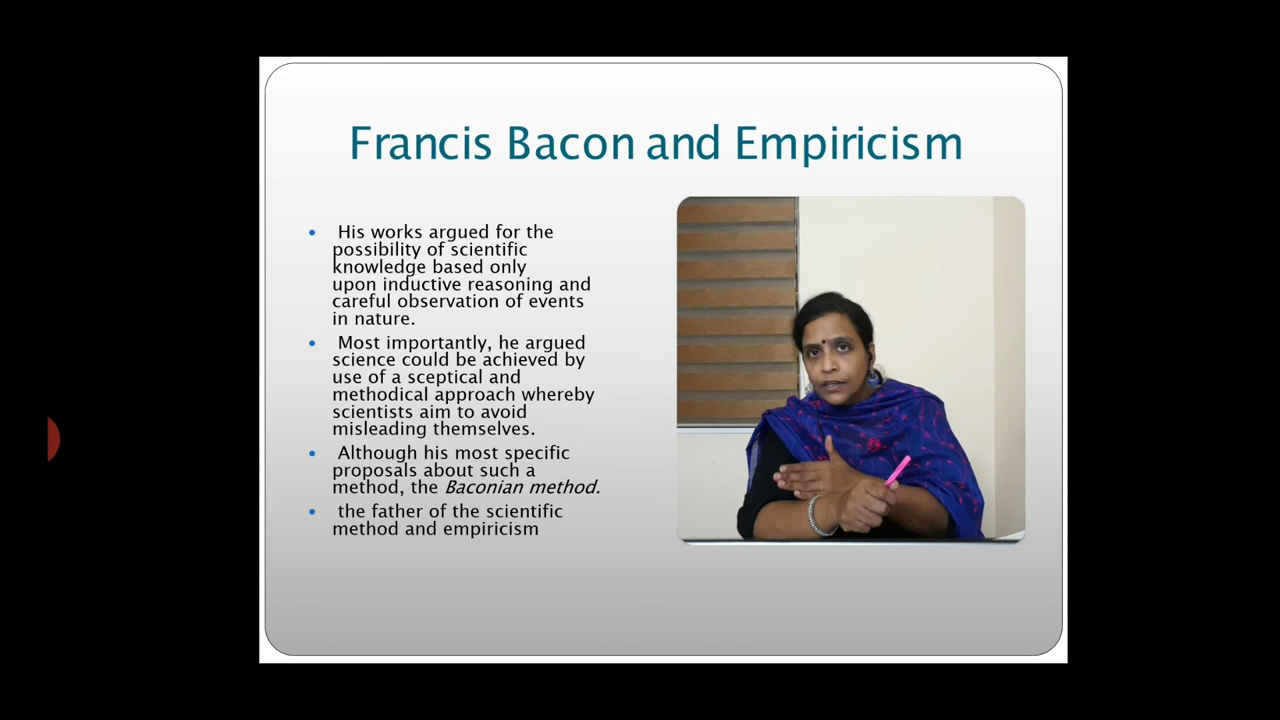 Francis Bacon and Empiricism
• His works argued for the
possibility of scientific
knowledge based only
upon inductive reasoning and
careful observation of events
in nature.
• Most importantly, he argued
science could be achieved by
use of a sceptical and
methodical approach whereby
scientists aim to avoid
misleading themselves.
• Although his most specific
proposals about such a
method, the Baconian method.
• the father of the scientific
method and empiricism